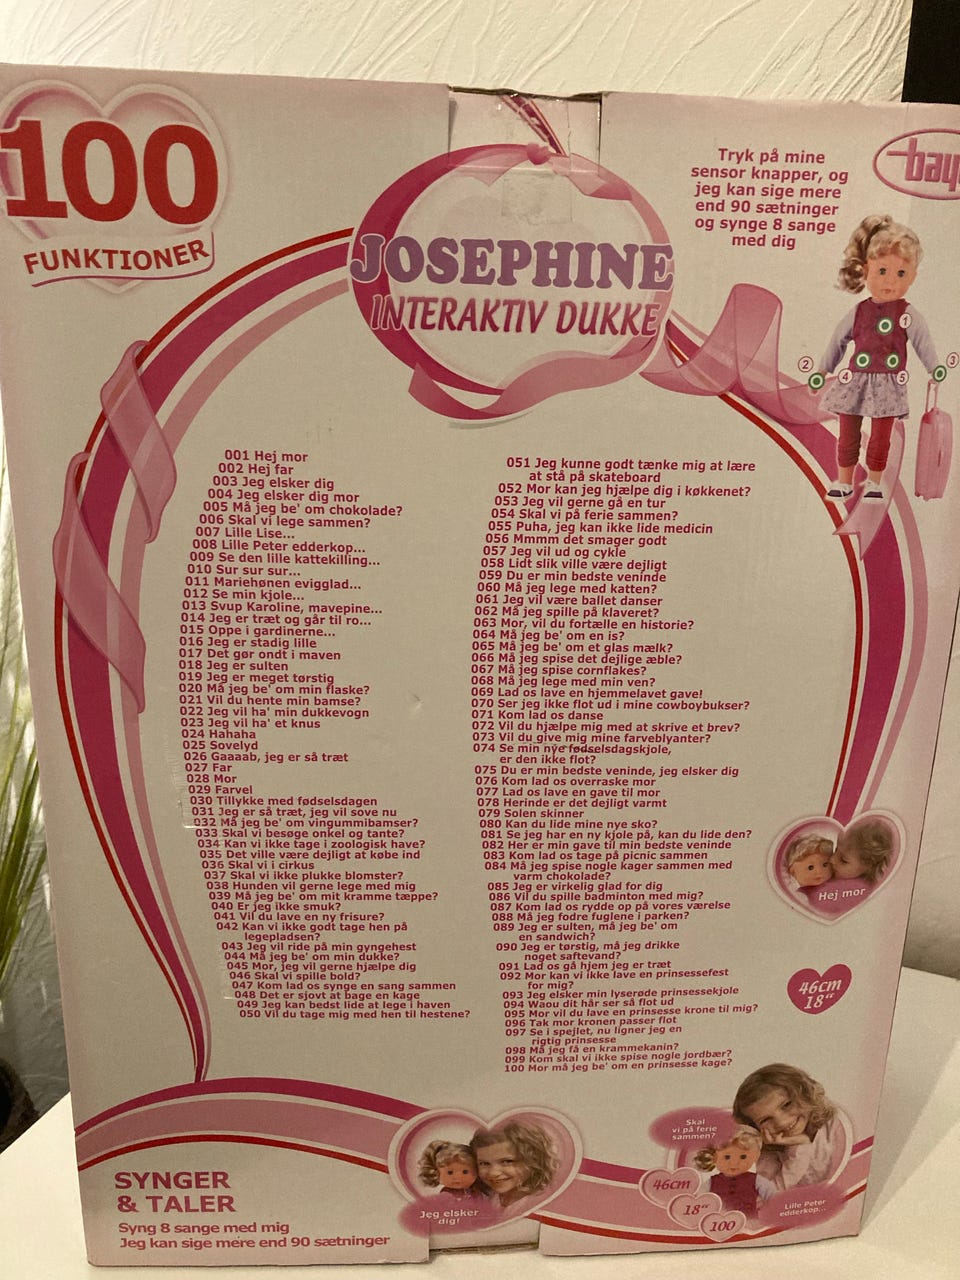 100
FUNKTIONER
JOSEPHINE
INTERAKTIV DUKKE
Tryk på mine
sensor knapper, og
jeg kan sige mere
end 90 sætninger
og synge 8 sange
med dig
1
2
3
4
5
001 Hej mor
002 Hej far
003 Jeg elsker dig
004 Jeg elsker dig mor
005 Må jeg be' om chokolade?
006 Skal vi lege sammen?
007 Lille Lise...
008 Lille Peter edderkop...
009 Se den lille kattekilling...
010 Sur sur sur...
011 Mariehønen evigglad...
012 Se min kjole...
013 Svup Karoline, mavepine...
014 Jeg er træt og går til ro...
015 Oppe i gardinerne...
016 Jeg er stadig lille
017 Det gør ondt i maven
018 Jeg er sulten
019 Jeg er meget tørstig
020 Må jeg be' om min flaske?
021 Vil du hente min bamse?
022 Jeg vil ha' min dukkevogn
023 Jeg vil ha' et knus
024 Hahaha
025 Sovelyd
026 Gaaaab, jeg er så træt
027 Far
028 Mor
029 Farvel
030 Tillykke med fødselsdagen
031 Jeg er så træt, jeg vil sove nu
032 Må jeg be' om vingummibamser?
033 Skal vi besøge onkel og tante?
034 Kan vi ikke tage i zoologisk have?
035 Det ville være dejligt at købe ind
036 Skal vi i cirkus
037 Skal vi ikke plukke blomster?
038 Hunden vil gerne lege med mig
039 Må jeg be' om mit kramme tæppe?
040 Er jeg ikke smuk?
041 Vil du lave en ny frisure?
042 Kan vi ikke godt tage hen på
legepladsen?
043 Jeg vil ride på min gyngehest
044 Må jeg be' om min dukke?
045 Mor, jeg vil gerne hjælpe dig
046 Skal vi spille bold?
047 Kom lad os synge en sang sammen
048 Det er sjovt at bage en kage
049 Jeg kan bedst lide at lege i haven
050 Vil du tage mig med hen til hestene?
051 Jeg kunne godt tænke mig at lære
at stå på skateboard
052 Mor kan jeg hjælpe dig i køkkenet?
053 Jeg vil gerne gå en tur
054 Skal vi på ferie sammen?
055 Puha, jeg kan ikke lide medicin
056 Mmmm det smager godt
057 Jeg vil ud og cykle
058 Lidt slik ville være dejligt
059 Du er min bedste veninde
060 Må jeg lege med katten?
061 Jeg vil være ballet danser
062 Må jeg spille på klaveret?
063 Mor, vil du fortælle en historie?
064 Må jeg be' om en is?
065 Må jeg be' om et glas mælk?
066 Må jeg spise det dejlige æble?
067 Må jeg spise cornflakes?
068 Må jeg lege med min ven?
069 Lad os lave en hjemmelavet gave!
070 Ser jeg ikke flot ud i mine cowboybukser?
071 Kom lad os danse
072 Vil du hjælpe mig med at skrive et brev?
073 Vil du give mig mine farveblyanter?
074 Se min nye fødselsdagskjole,
er den ikke flot?
075 Du er min bedste veninde, jeg elsker dig
076 Kom lad os overraske mor
077 Lad os lave en gave til mor
078 Herinde er det dejligt varmt
079 Solen skinner
080 Kan du lide mine nye sko?
081 Se jeg har en ny kjole på, kan du lide den?
082 Her er min gave til min bedste veninde
083 Kom lad os tage på picnic sammen
084 Må jeg spise nogle kager sammen med
varm chokolade?
085 Jeg er virkelig glad for dig
086 Vil du spille badminton med mig?
087 Kom lad os rydde op på vores værelse
088 Må jeg fodre fuglene i parken?
089 Jeg er sulten, må jeg be' om
en sandwich?
090 Jeg er tørstig, må jeg drikke
noget saftevand?
091 Lad os gå hjem jeg er træt
092 Mor kan vi ikke lave en prinsessefest
for mig?
093 Jeg elsker min lyserøde prinsessekjole
094 Waou dit hår ser så flot ud
095 Mor vil du lave en prinsesse krone til mig?
096 Tak mor kronen passer flot
097 Se i spejlet, nu ligner jeg en
rigtig prinsesse
098 Må jeg få en krammekanin?
099 Kom skal vi ikke spise nogle jordbær?
100 Mor må jeg be' om en prinsesse kage?
Hej mor
46cm
18"
SYNGER
& TALER
Syng 8 sange med mig
Jeg kan sige mere end 90 sætninger
Jeg elsker
dig!
Skal
vi på ferie
sammen?
46cm
18"
100
Lille Peter
edderkop...